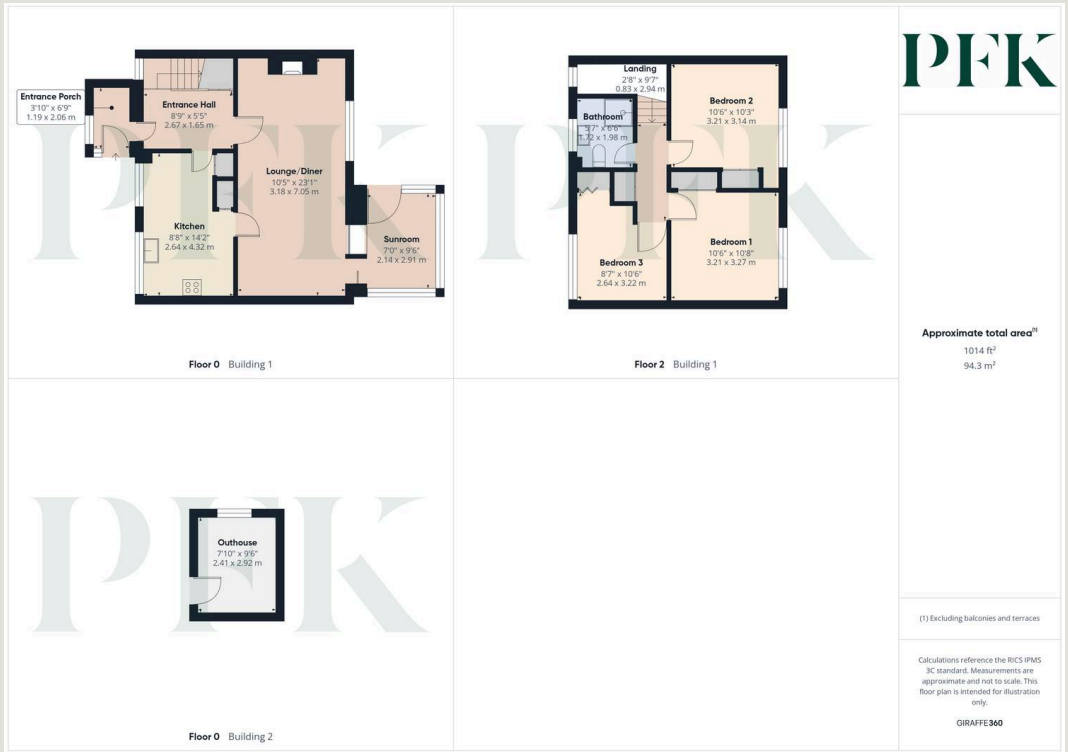 Entrance Porch
3'10" x 6'9"
1.19 x 2.06 m
Entrance Hall
8'9" x 5'5"
2.67 x 1.65 m
Lounge/Diner
10'5" x 23'1"
3.18 x 7.05 m
Kitchen
8'8" x 14'2"
2.64 x 4.32 m
Sunroom
7'0" x 9'6"
2.14 x 2.91 m
PFK
Floor 0 Building 1
Landing
2'8" x 9'7"
0.83 x 2.94 m
Bathroom
5'7" x 6'6"
1.72 x 1.98 m
Bedroom 2
10'6" x 10'3"
3.21 x 3.14 m
Bedroom 1
10'6" x 10'8"
3.21 x 3.27 m
Bedroom 3
8'7" x 10'6"
2.64 x 3.22 m
PFK
Floor 2 Building 1
Outhouse
7'10" x 9'6"
2.41 x 2.92 m
PFK
Floor 0 Building 2
PFK
Approximate total area(1)
1014 ft²
94.3 m²
(1) Excluding balconies and terraces
Calculations reference the RICS IPMS
3C standard. Measurements are
approximate and not to scale. This
floor plan is intended for illustration
only.
GIRAFFE360